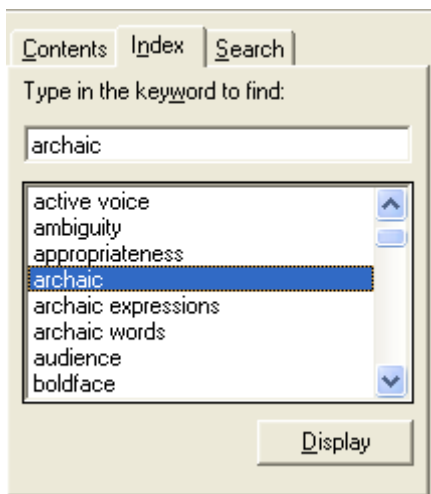 Contents Index Search
Type in the keyword to find:
archaic
active voice
ambiguity
appropriateness
archaic
archaic expressions
archaic words
audience
boldface
Display